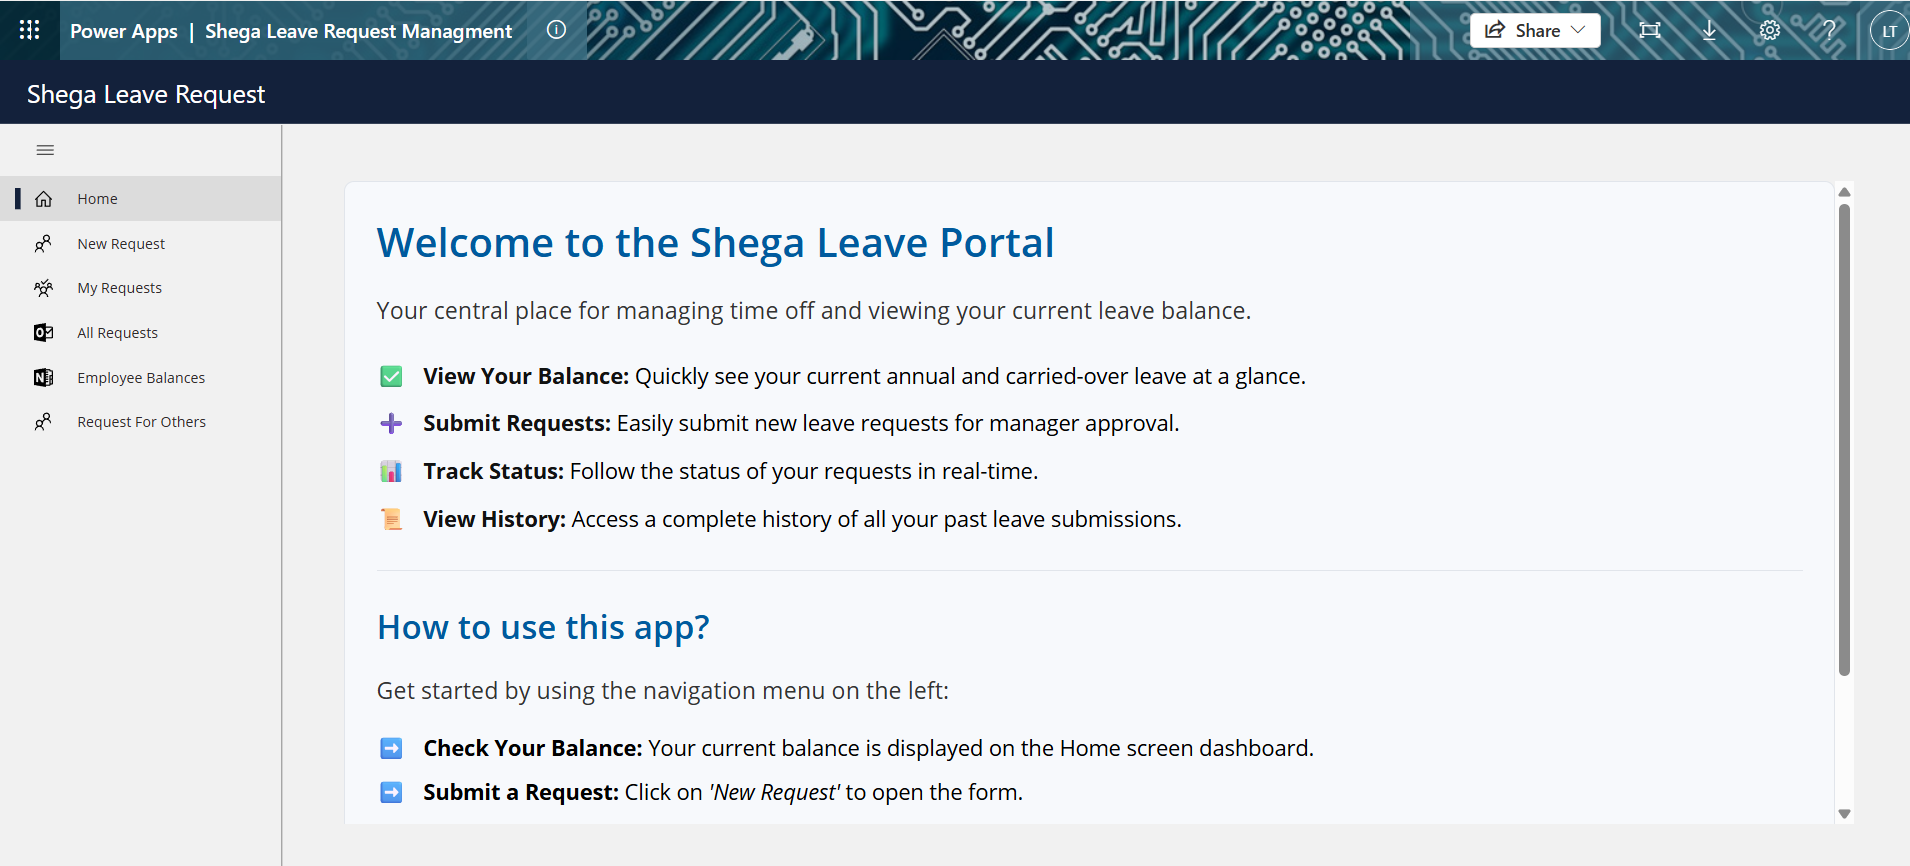 Power Apps | Shega Leave Request Managment
Share
LT
Shega Leave Request
Home
New Request
My Requests
All Requests
Employee Balances
Request For Others
Welcome to the Shega Leave Portal
Your central place for managing time off and viewing your current leave balance.
View Your Balance: Quickly see your current annual and carried-over leave at a glance.
Submit Requests: Easily submit new leave requests for manager approval.
Track Status: Follow the status of your requests in real-time.
View History: Access a complete history of all your past leave submissions.
How to use this app?
Get started by using the navigation menu on the left:
Check Your Balance: Your current balance is displayed on the Home screen dashboard.
Submit a Request: Click on 'New Request' to open the form.